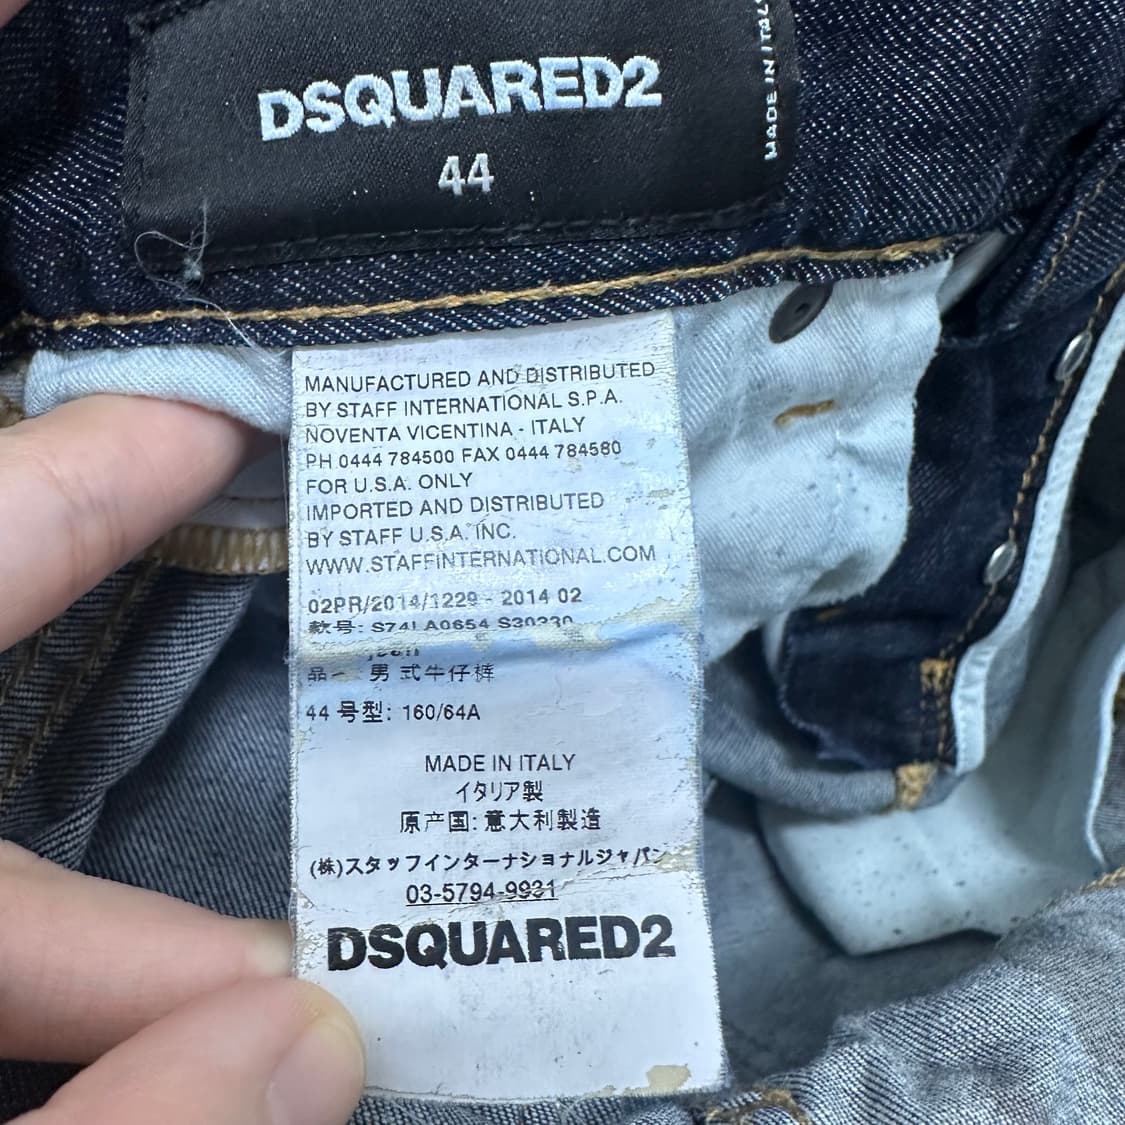 DSQUARED2
44
MADE IN ITALY
MANUFACTURED AND DISTRIBUTED
BY STAFF INTERNATIONAL S.P.A.
NOVENTA VICENTINA - ITALY
PH 0444 784500 FAX 0444 784580
FOR U.S.A. ONLY
IMPORTED AND DISTRIBUTED
BY STAFF U.S.A. INC.
WWW.STAFFINTERNATIONAL.COM
02PR/2014/1229 - 2014 02
款号: S74LA0654 S30330
男式牛仔裤
44 号型: 160/64A
MADE IN ITALY
イタリア製
原产国: 意大利製造
(株)スタッフインターナショナルジャパン
03-5794-9931
DSQUARED2